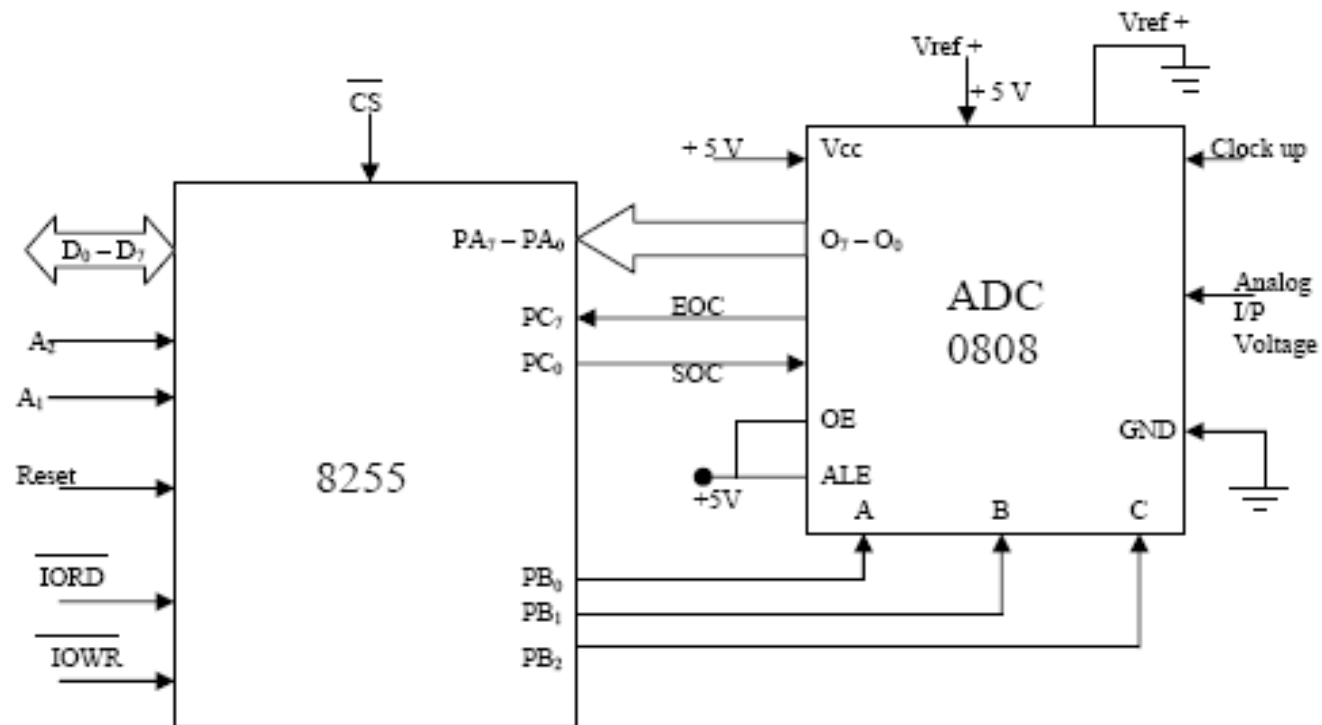 Vref +
Vref +
CS
+ 5 V
+ 5 V
Vcc
Clock up
D₀ – D₇
PA₇ – PA₀
O₇ – O₀
ADC
0808
Analog
I/P
Voltage
PC₇
EOC
A₂
PC₀
SOC
A₁
OE
GND
Reset
8255
ALE
+5V
A
B
C
IORD
PB₀
PB₁
IOWR
PB₂